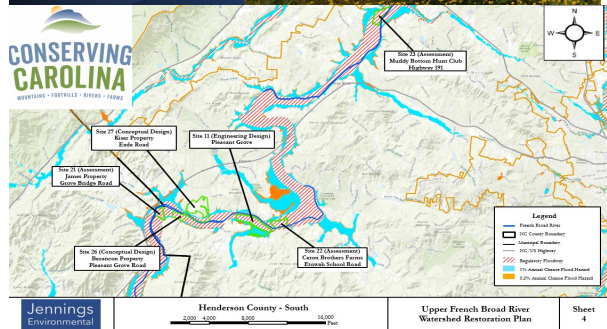 CONSERVING
CAROLINA
MOUNTAINS · FOOTHILLS · RIVERS · FARMS
N
W
E
S
Site 23 (Assessment)
Muddy Bottom Hunt Club
Highway 191
Site 27 (Conceptual Design)
Kiser Property
Eade Road
Site 11 (Engineering Design)
Pleasant Grove
Site 21 (Assessment)
James Property
Grove Bridge Road
Site 26 (Conceptual Design)
Besancon Property
Pleasant Grove Road
Site 22 (Assessment)
Caron Brothers Farms
Etowah School Road
Legend
French Broad River
NC County Boundary
Municipal Boundary
NC/US Highway
Regulatory Floodway
1% Annual Chance Flood Hazard
0.2% Annual Chance Flood Hazard
Jennings
Environmental
Henderson County - South
2,000 4,000 8,000 16,000
Feet
Upper French Broad River
Watershed Restoration Plan
Sheet
4